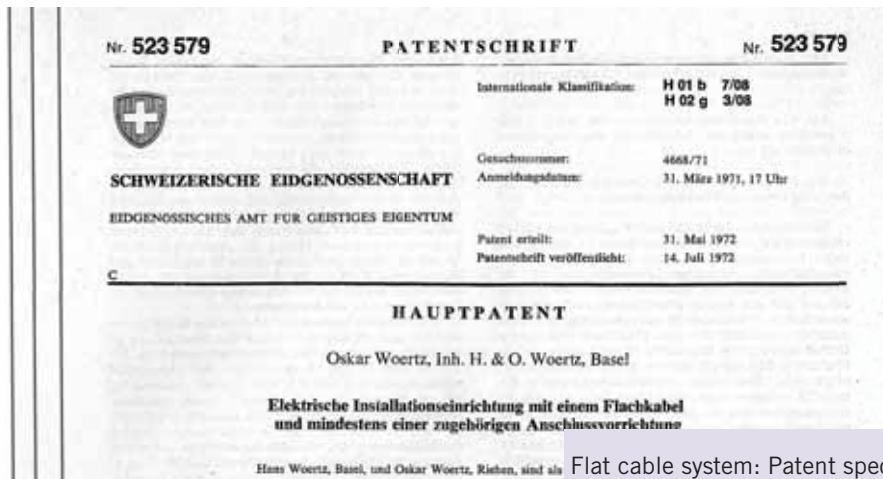 Nr. 523 579 PATENTSCHRIFT Nr. 523 579
Internationale Klassifikation: H 01 b 7/08
H 02 g 3/08
Gesuchsnummer: 4668/71
SCHWEIZERISCHE EIDGENOSSENSCHAFT Anmeldungsdatum: 31. März 1971, 17 Uhr
EIDGENÖSSISCHES AMT FÜR GEISTIGES EIGENTUM
Patent erteilt: 31. Mai 1972
Patentschrift veröffentlicht: 14. Juli 1972
C
HAUPTPATENT
Oskar Woertz, Inh. H. & O. Woertz, Basel
Elektrische Installationseinrichtung mit einem Flachkabel
und mindestens einer zugehörigen Anschlussvorrichtung
Hans Woertz, Basel, und Oskar Woertz, Riehen, sind als
Flat cable system: Patent spec